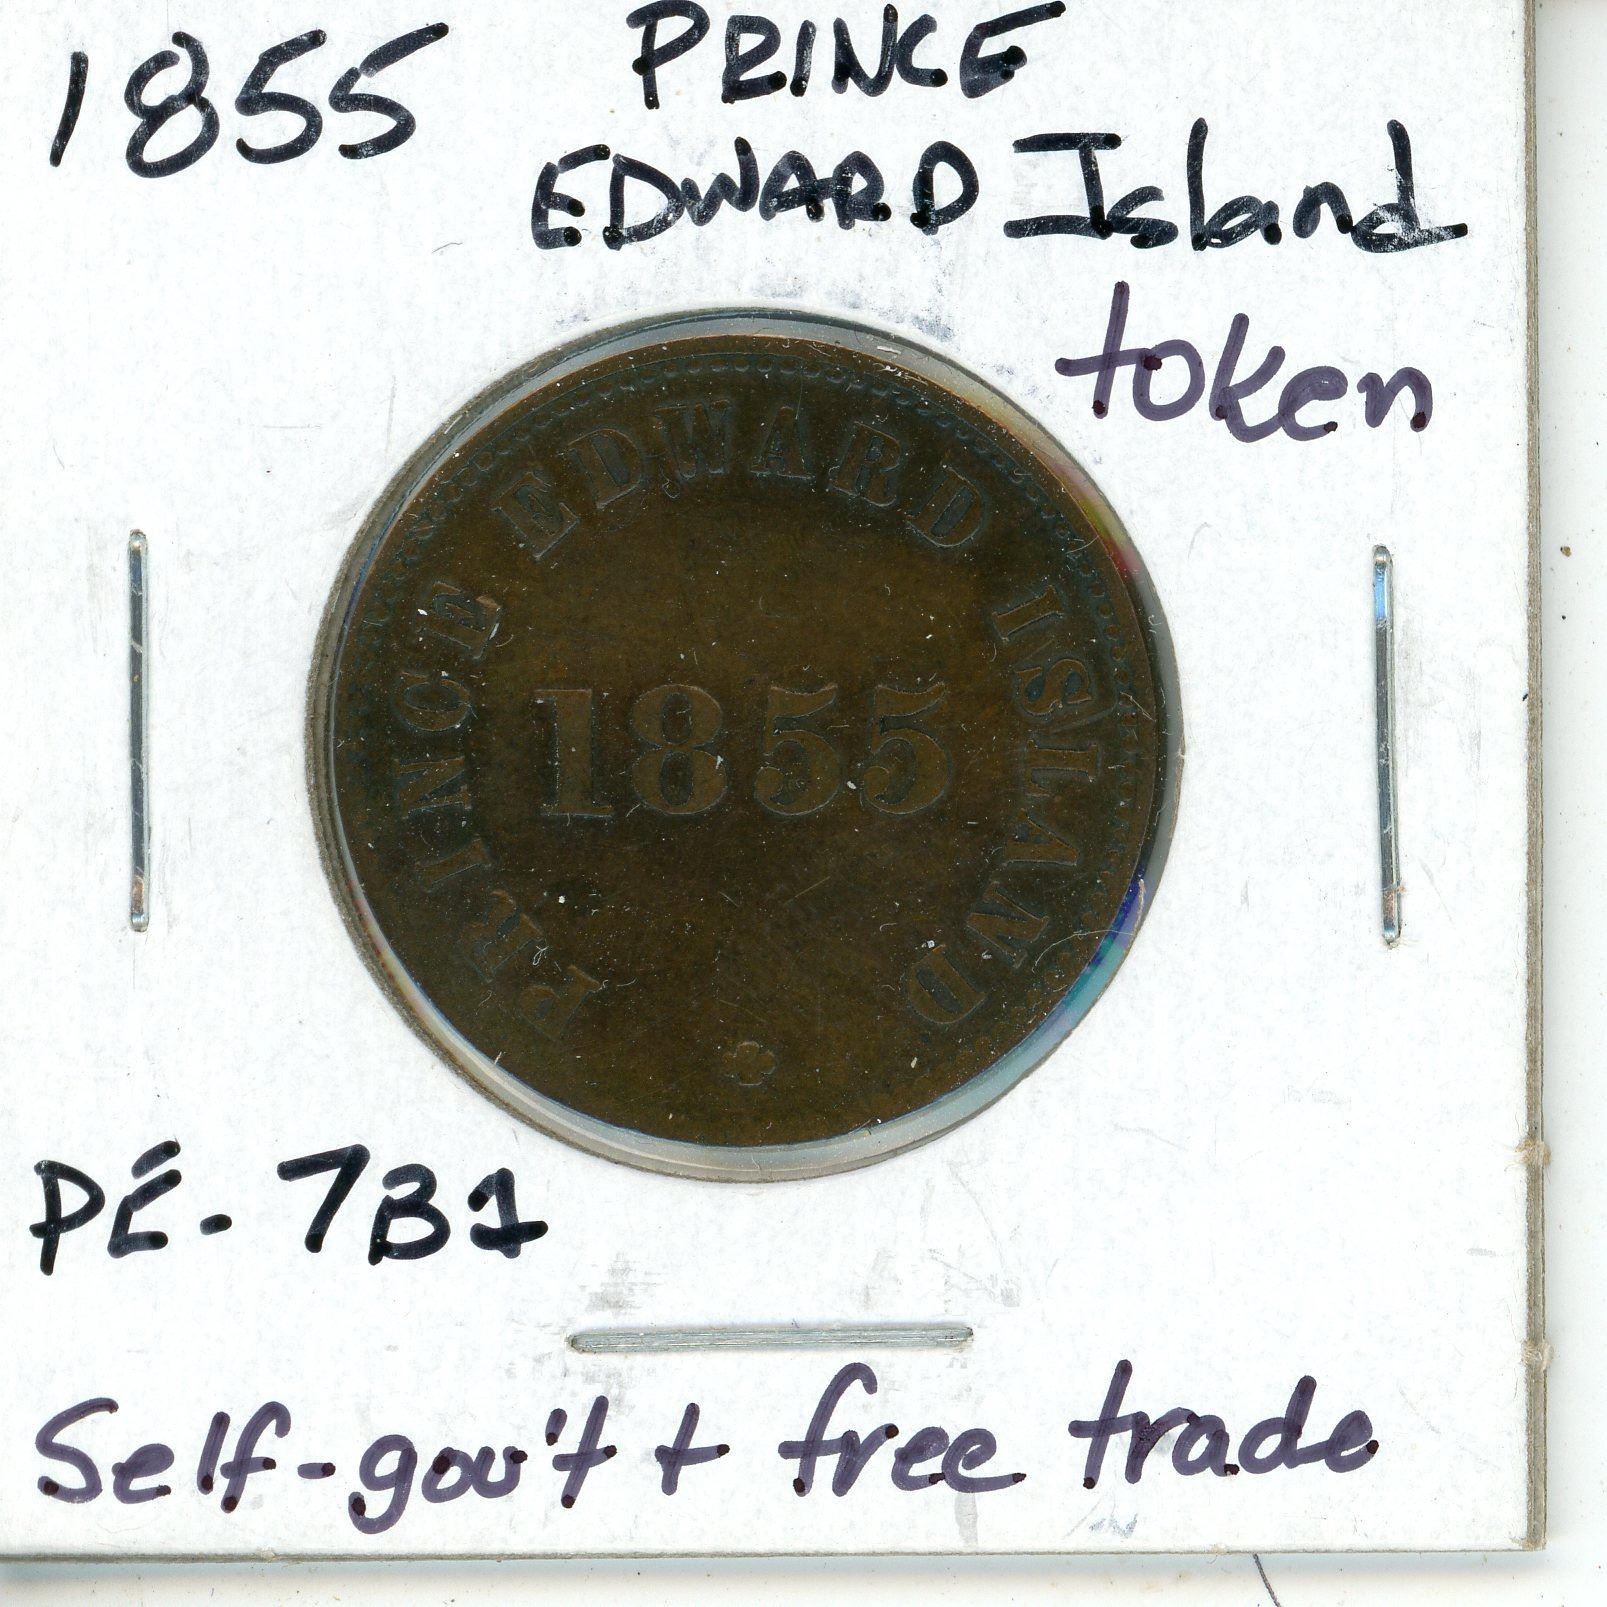 1855 PRINCE
EDWARD Island
token
PRINCE EDWARD ISLAND
1855
PE-7B1
Self-gov't + free trade